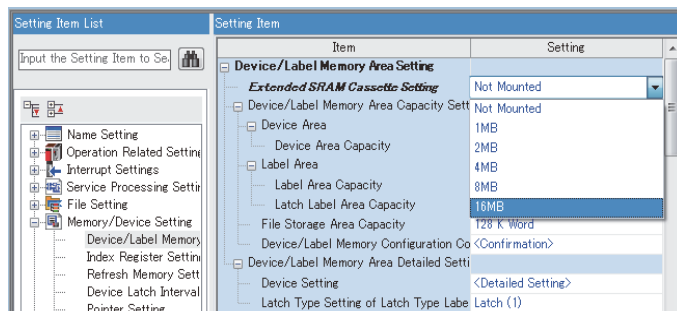 Setting Item List
Setting Item
Input the Setting Item to Se
Name Setting
Operation Related Setting
Interrupt Settings
Service Processing Settin
File Setting
Memory/Device Setting
Device/Label Memory
Index Register Settin
Refresh Memory Sett
Device Latch Interval
Pointer Setting
Item Setting
Device/Label Memory Area Setting
Extended SRAM Cassette Setting Not Mounted
Device/Label Memory Area Capacity Sett Not Mounted
Device Area 1MB
Device Area Capacity 2MB
Label Area 4MB
Label Area Capacity 8MB
Latch Label Area Capacity 16MB
File Storage Area Capacity 128 K Word
Device/Label Memory Configuration Co <Confirmation>
Device/Label Memory Area Detailed Setti
Device Setting <Detailed Setting>
Latch Type Setting of Latch Type Labe Latch (1)